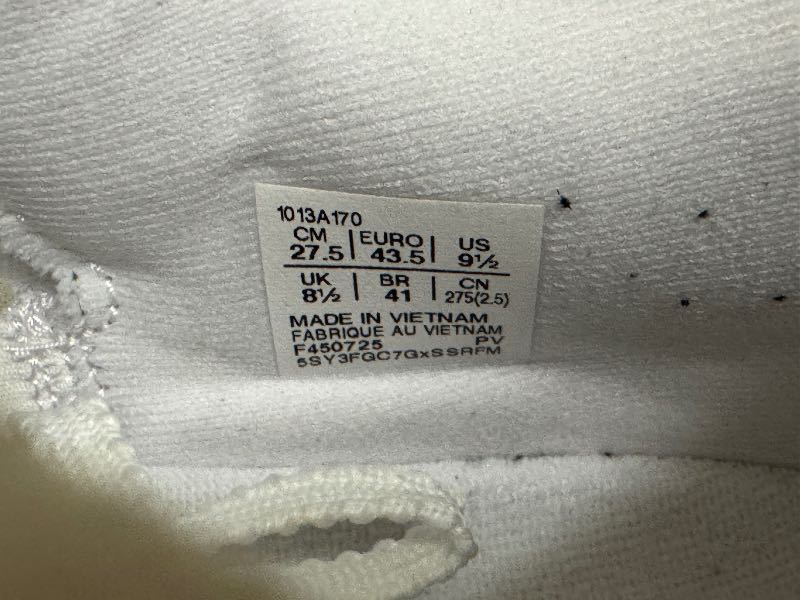 1013A170
CM | EURO | US
27.5 | 43.5 | 9½
UK | BR | CN
8½ | 41 | 275(2.5)
MADE IN VIETNAM
FABRIQUE AU VIETNAM
F450725 PV
5SY3FGC7GxSSRFM